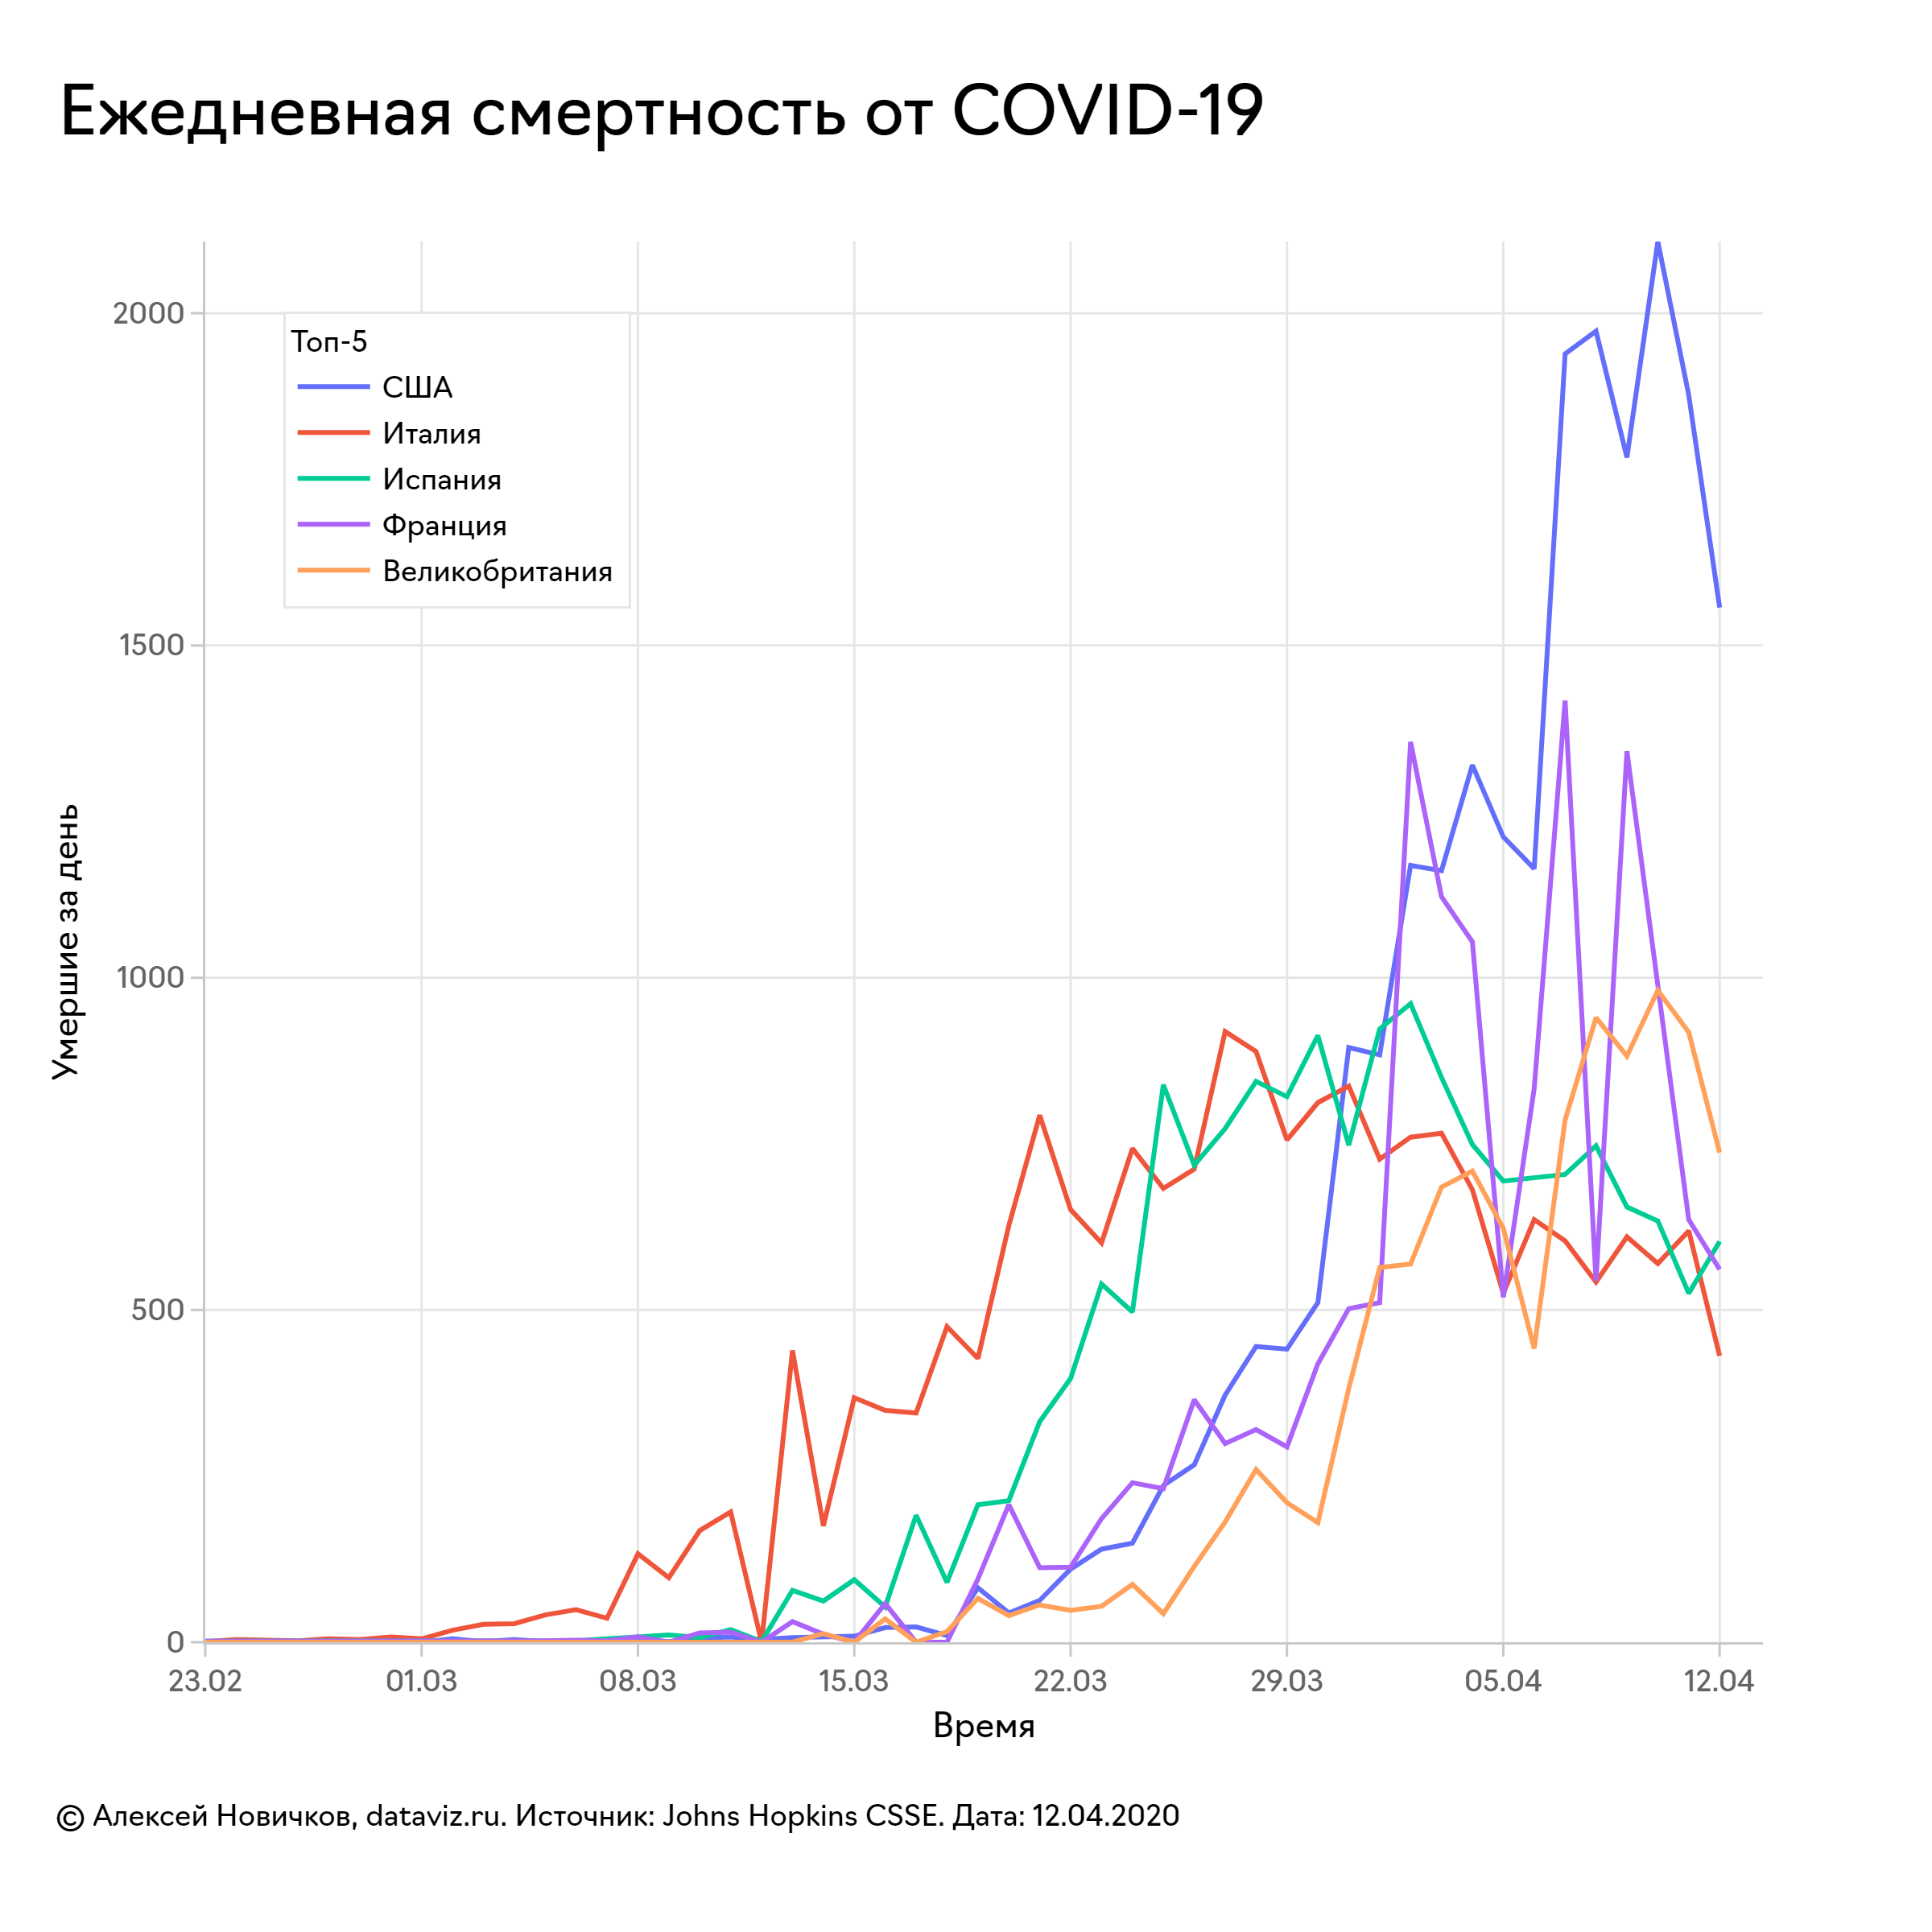 Ежедневная смертность от COVID-19
2000
1500
1000
500
0
Умершие за день
Топ-5
США
Италия
Испания
Франция
Великобритания
23.02 01.03 08.03 15.03 22.03 29.03 05.04 12.04
Время
© Алексей Новичков, dataviz.ru. Источник: Johns Hopkins CSSE. Дата: 12.04.2020